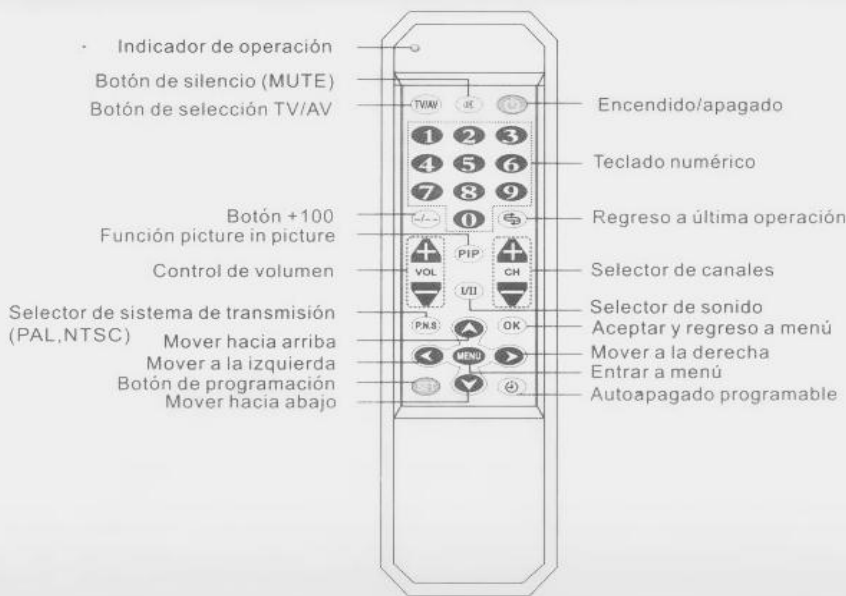 Indicador de operación
Botón de silencio (MUTE)
Botón de selección TV/AV
TV/AV
Encendido/apagado
1 2 3
Teclado numérico
4 5 6
7 8 9
Botón +100
-/-- 0
Regreso a última operación
Función picture in picture
PIP
Control de volumen
+ VOL -
+ CH -
Selector de canales
I/II
Selector de sonido
Selector de sistema de transmisión
(PAL,NTSC)
P.N.S
OK
Aceptar y regreso a menú
Mover hacia arriba
Mover a la izquierda
MENU
Mover a la derecha
Entrar a menú
Botón de programación
Mover hacia abajo
Autoapagado programable